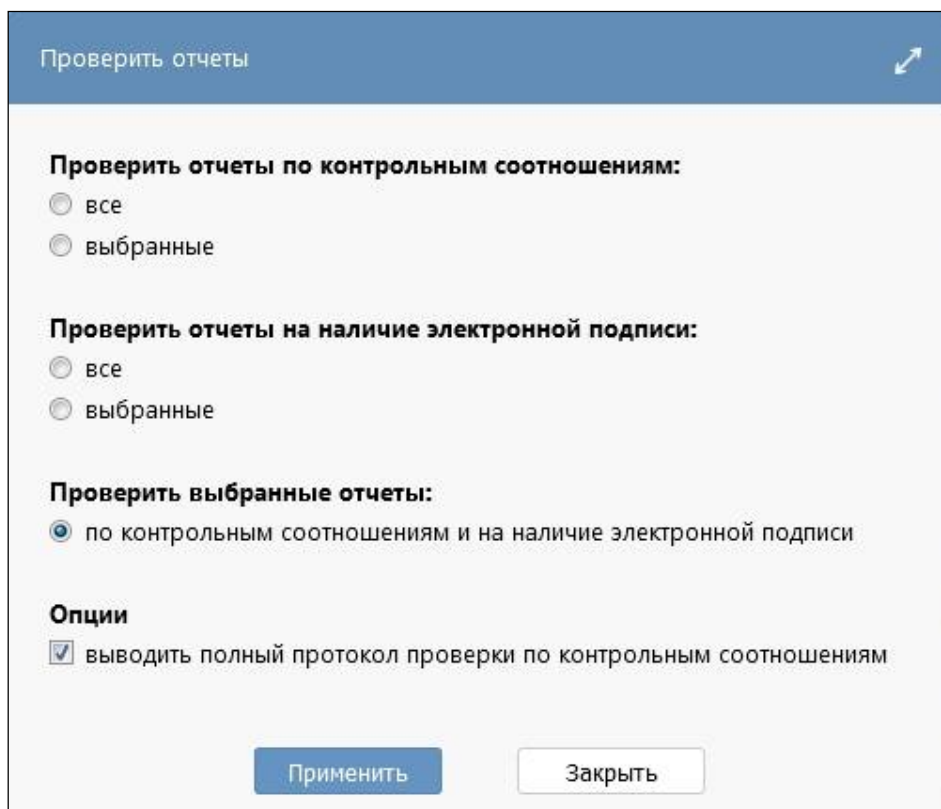 Проверить отчеты
Проверить отчеты по контрольным соотношениям:
все
выбранные
Проверить отчеты на наличие электронной подписи:
все
выбранные
Проверить выбранные отчеты:
по контрольным соотношениям и на наличие электронной подписи
Опции
выводить полный протокол проверки по контрольным соотношениям
Применить
Закрыть